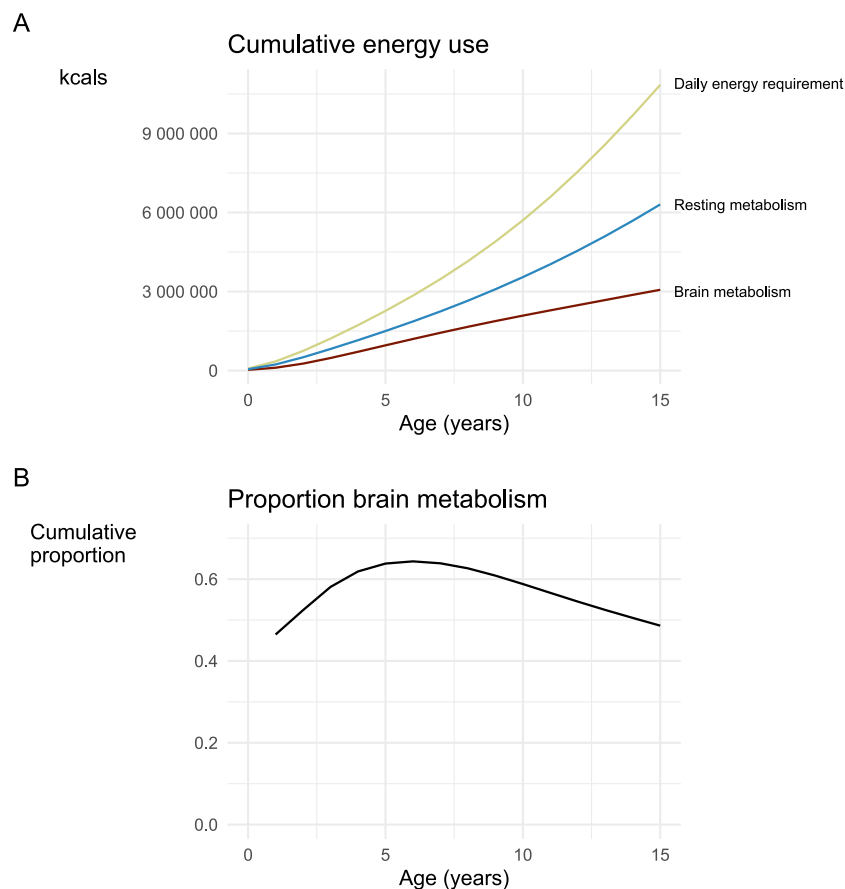 A
Cumulative energy use
kcals
Daily energy requirement
9 000 000
6 000 000
Resting metabolism
3 000 000
Brain metabolism
0
0 5 10 15
Age (years)
B
Proportion brain metabolism
Cumulative
proportion
0.6
0.4
0.2
0.0
0 5 10 15
Age (years)